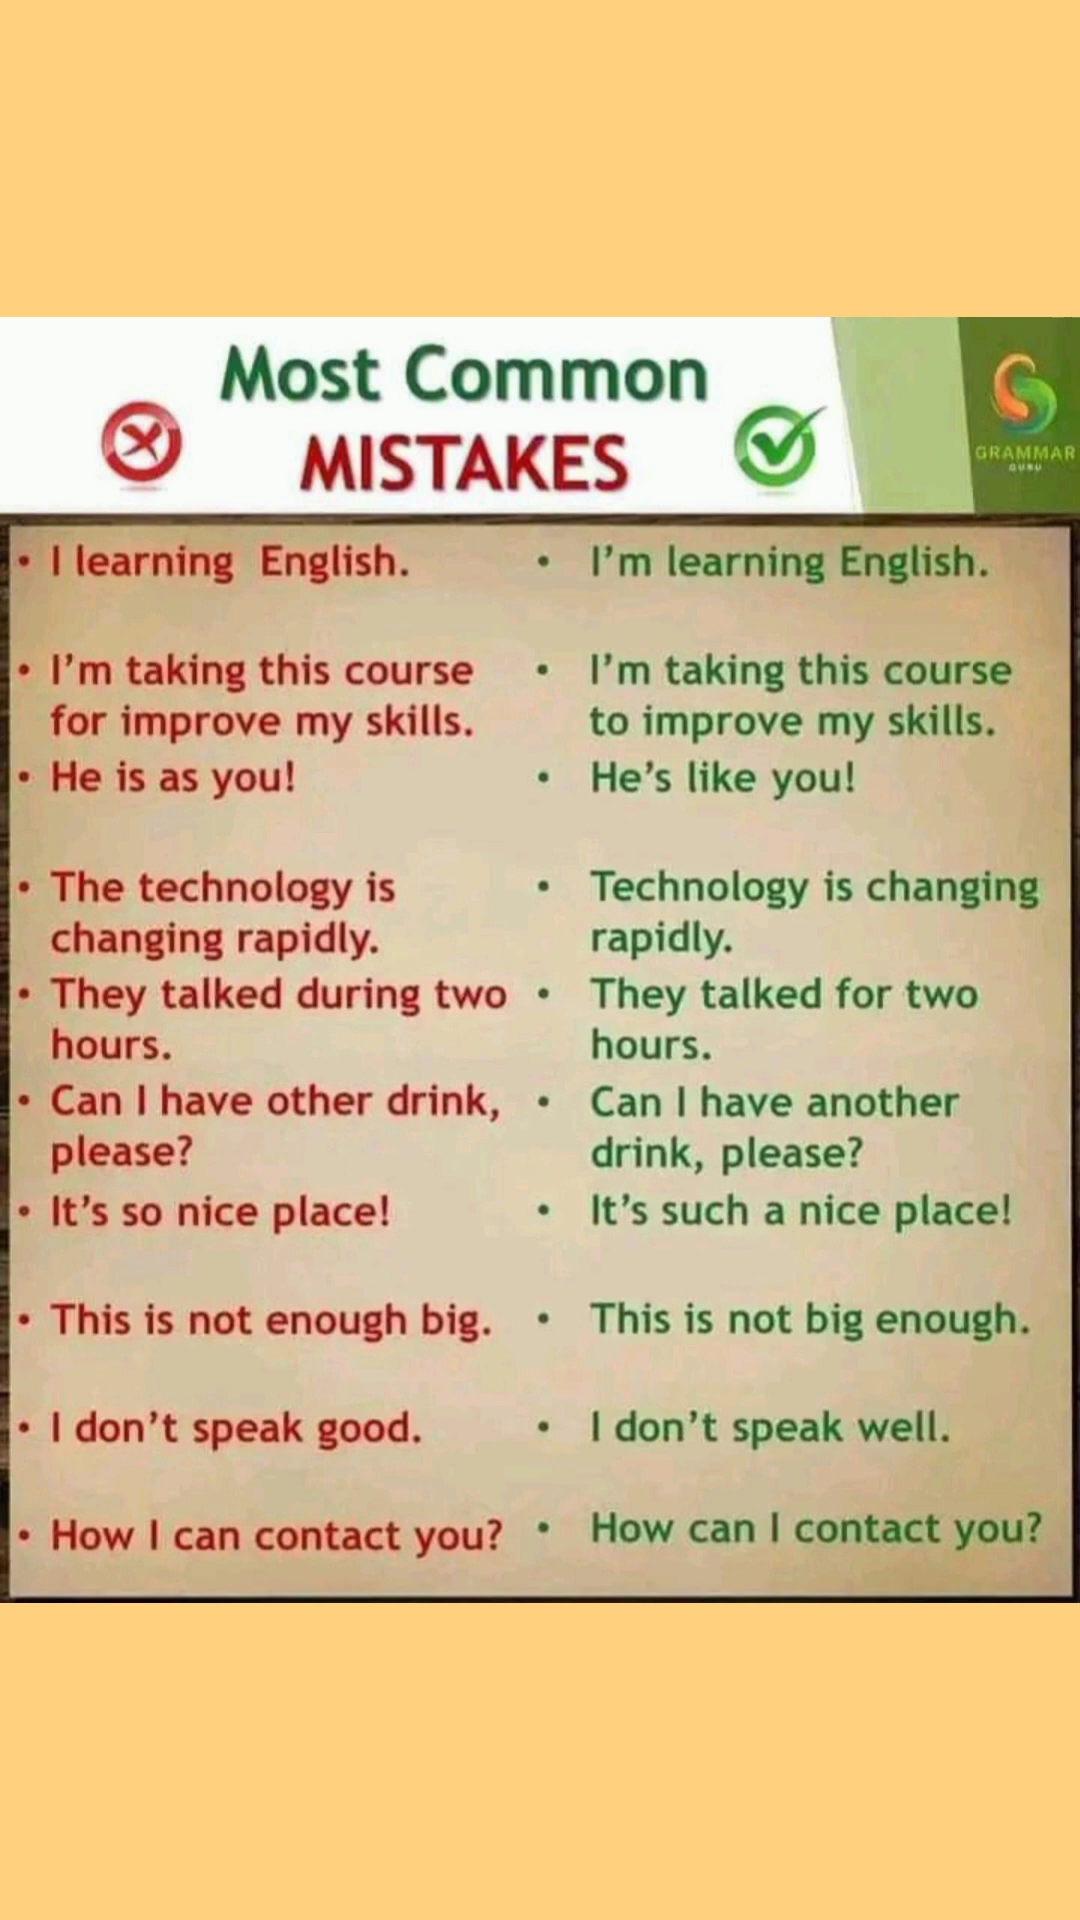 Most Common
MISTAKES
GRAMMAR
GURU
• I learning  English.
• I'm taking this course
for improve my skills.
• He is as you!
• The technology is
changing rapidly.
• They talked during two
hours.
• Can I have other drink,
please?
• It's so nice place!
• This is not enough big.
• I don't speak good.
• How I can contact you?
• I'm learning English.
• I'm taking this course
to improve my skills.
• He's like you!
• Technology is changing
rapidly.
• They talked for two
hours.
• Can I have another
drink, please?
• It's such a nice place!
• This is not big enough.
• I don't speak well.
• How can I contact you?